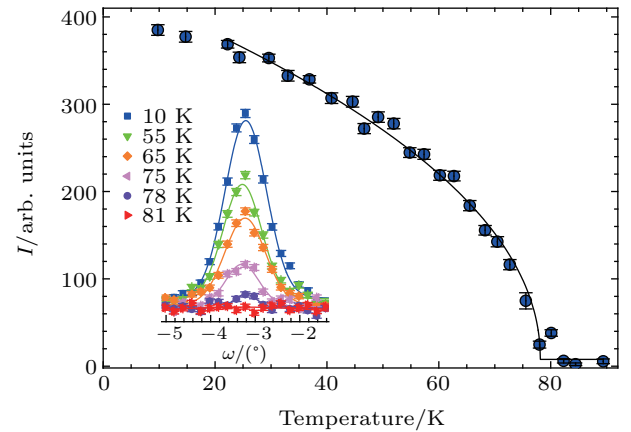 400
300
200
100
0
I/arb. units
10 K
55 K
65 K
75 K
78 K
81 K
−5 −4 −3 −2
ω/(°)
0 20 40 60 80
Temperature/K